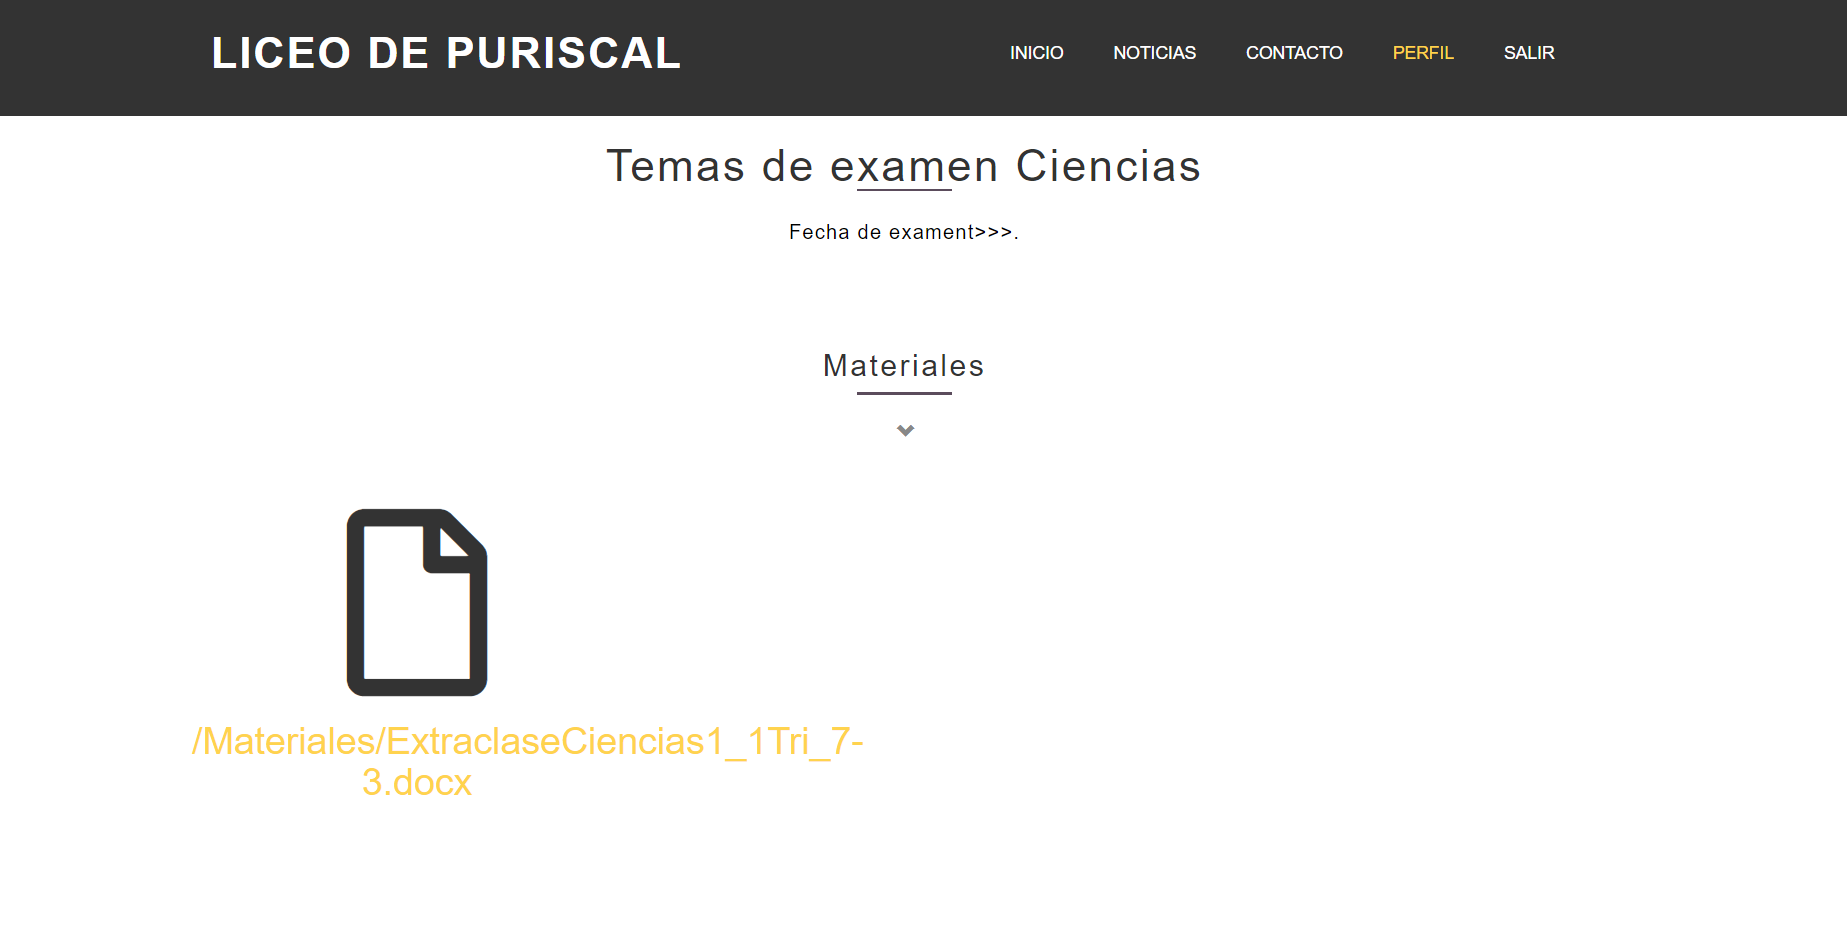 LICEO DE PURISCAL
INICIO NOTICIAS CONTACTO PERFIL SALIR
Temas de examen Ciencias
Fecha de exament>>>.
Materiales
/Materiales/ExtraclaseCiencias1_1Tri_7-
3.docx